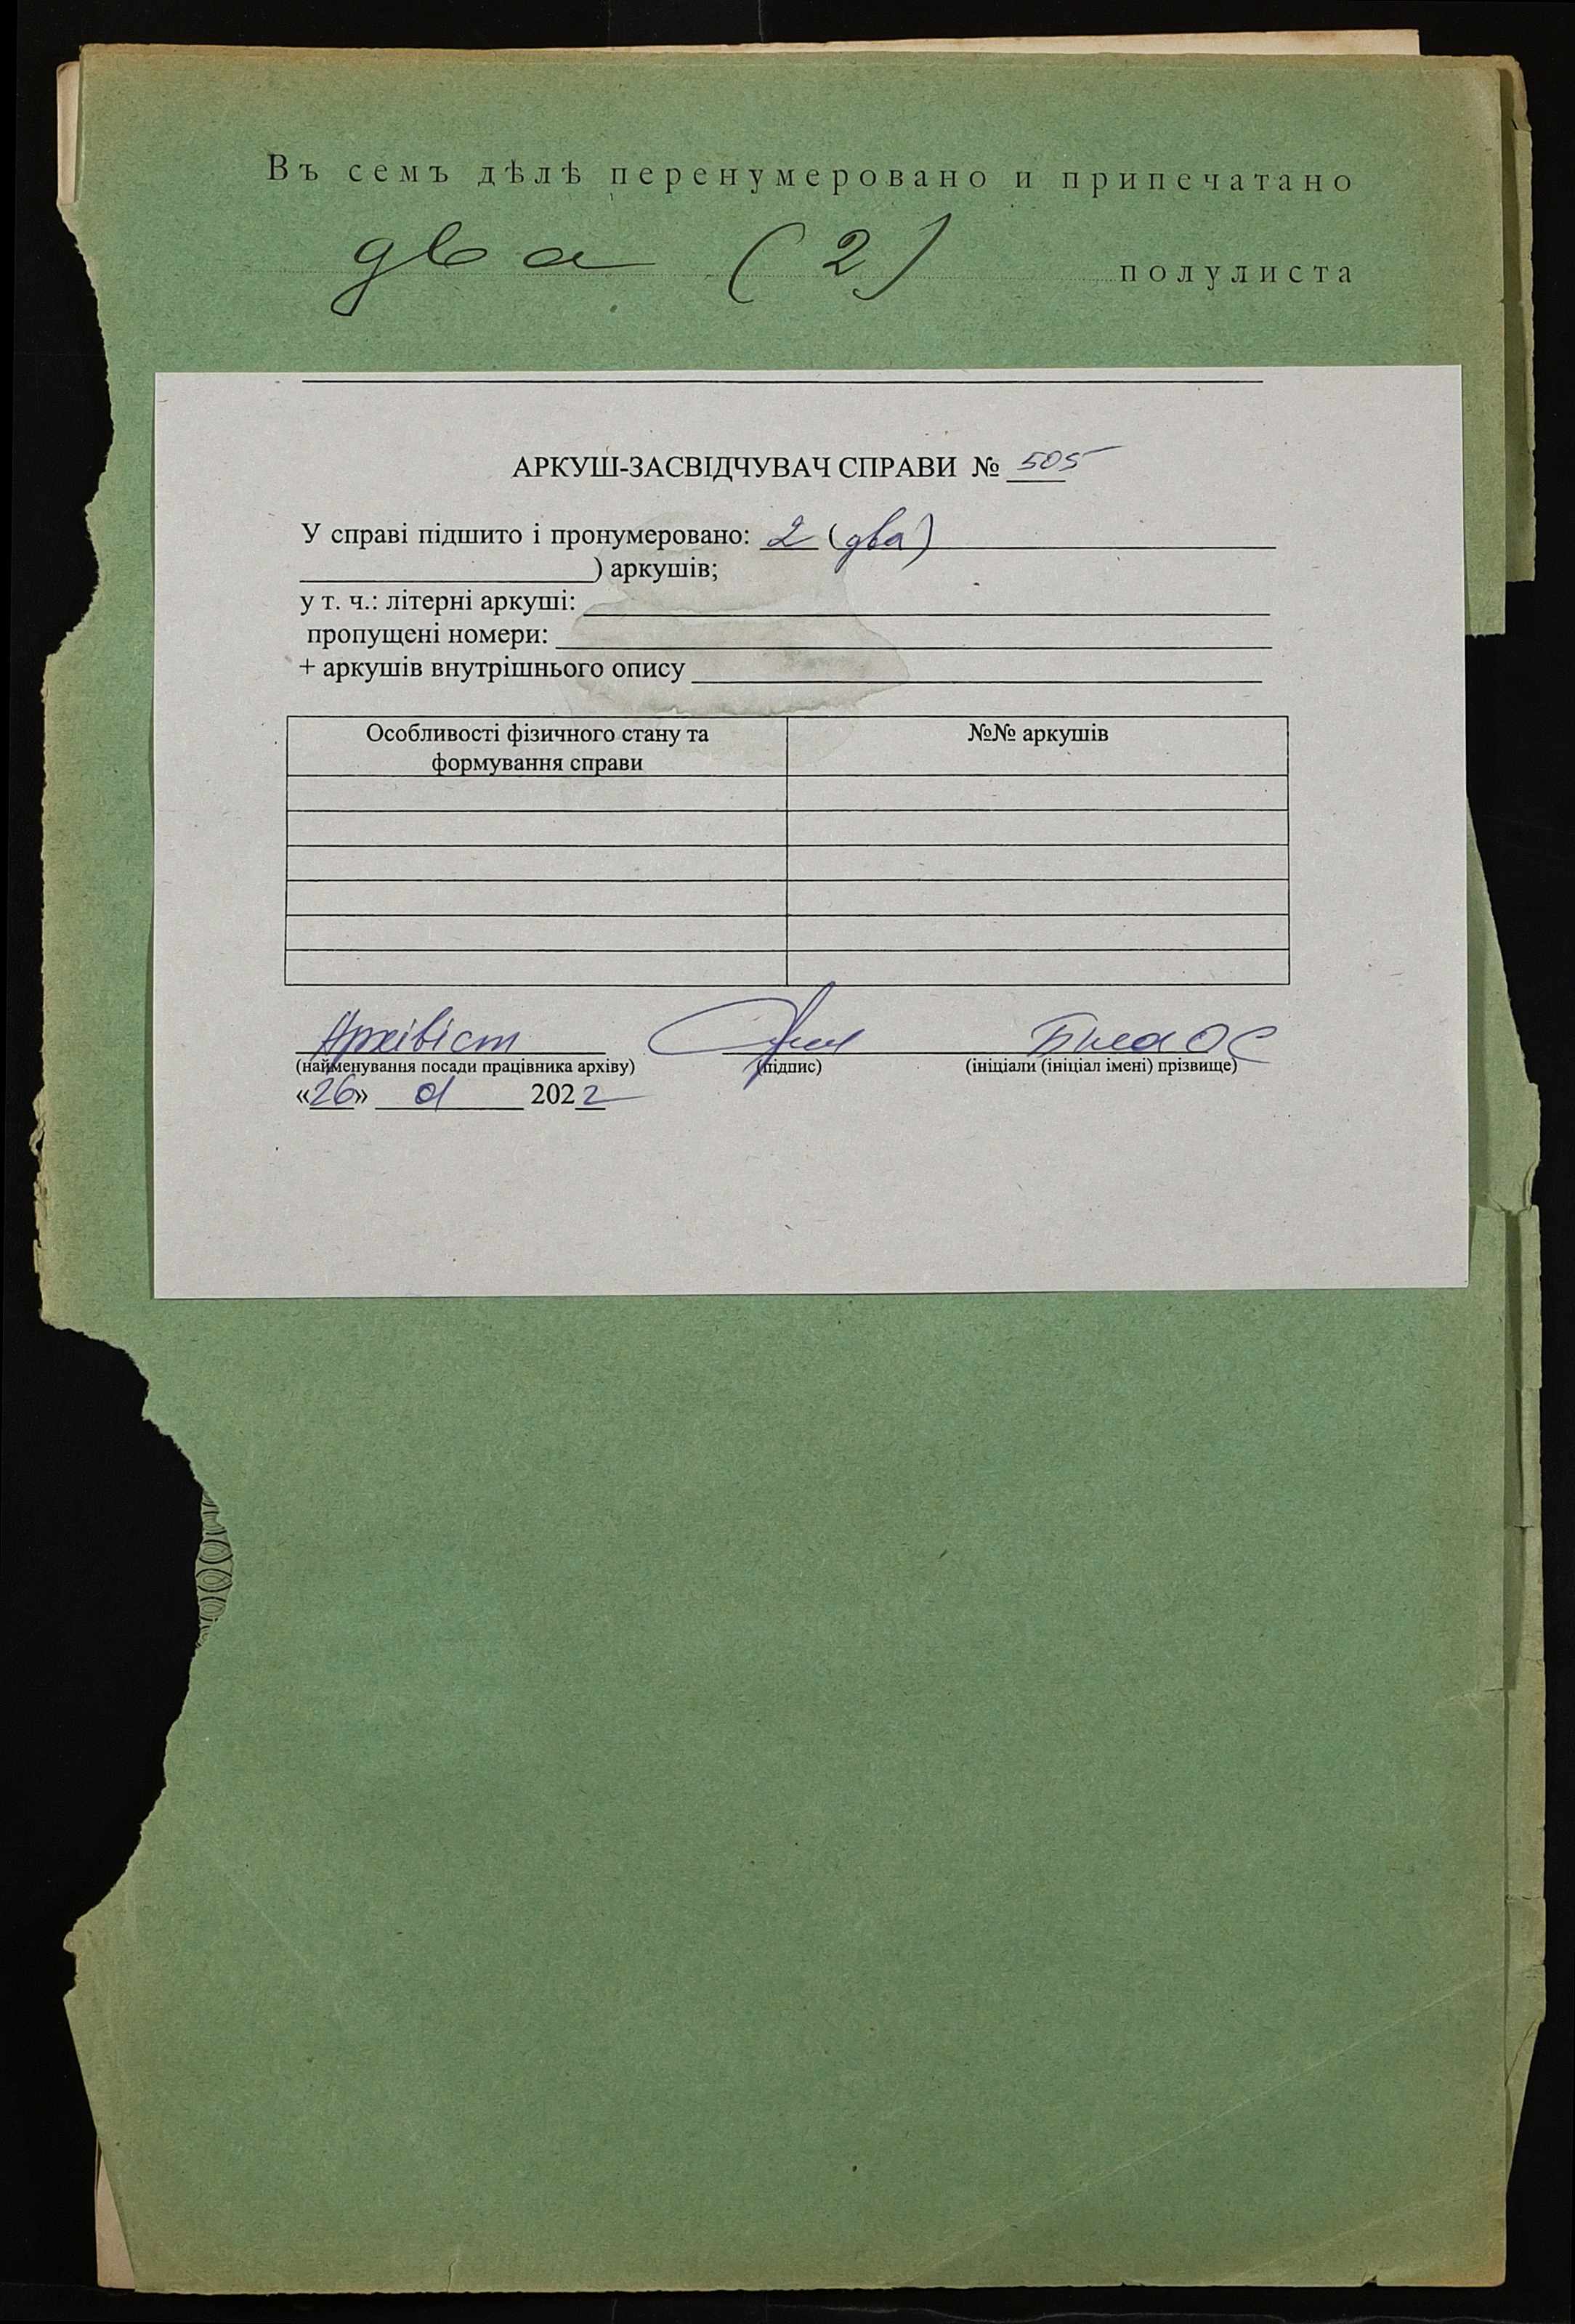 Въ семъ дѣлѣ перенумеровано и припечатано
два (2) полулиста
АРКУШ-ЗАСВІДЧУВАЧ СПРАВИ № 505
У справі підшито і пронумеровано: 2 (два)
) аркушів;
у т. ч.: літерні аркуші:
пропущені номери:
+ аркушів внутрішнього опису
Особливості фізичного стану та формування справи №№ аркушів
Архівіст
(найменування посади працівника архіву) (підпис) (ініціали (ініціал імені) прізвище)
«26» 01 2022